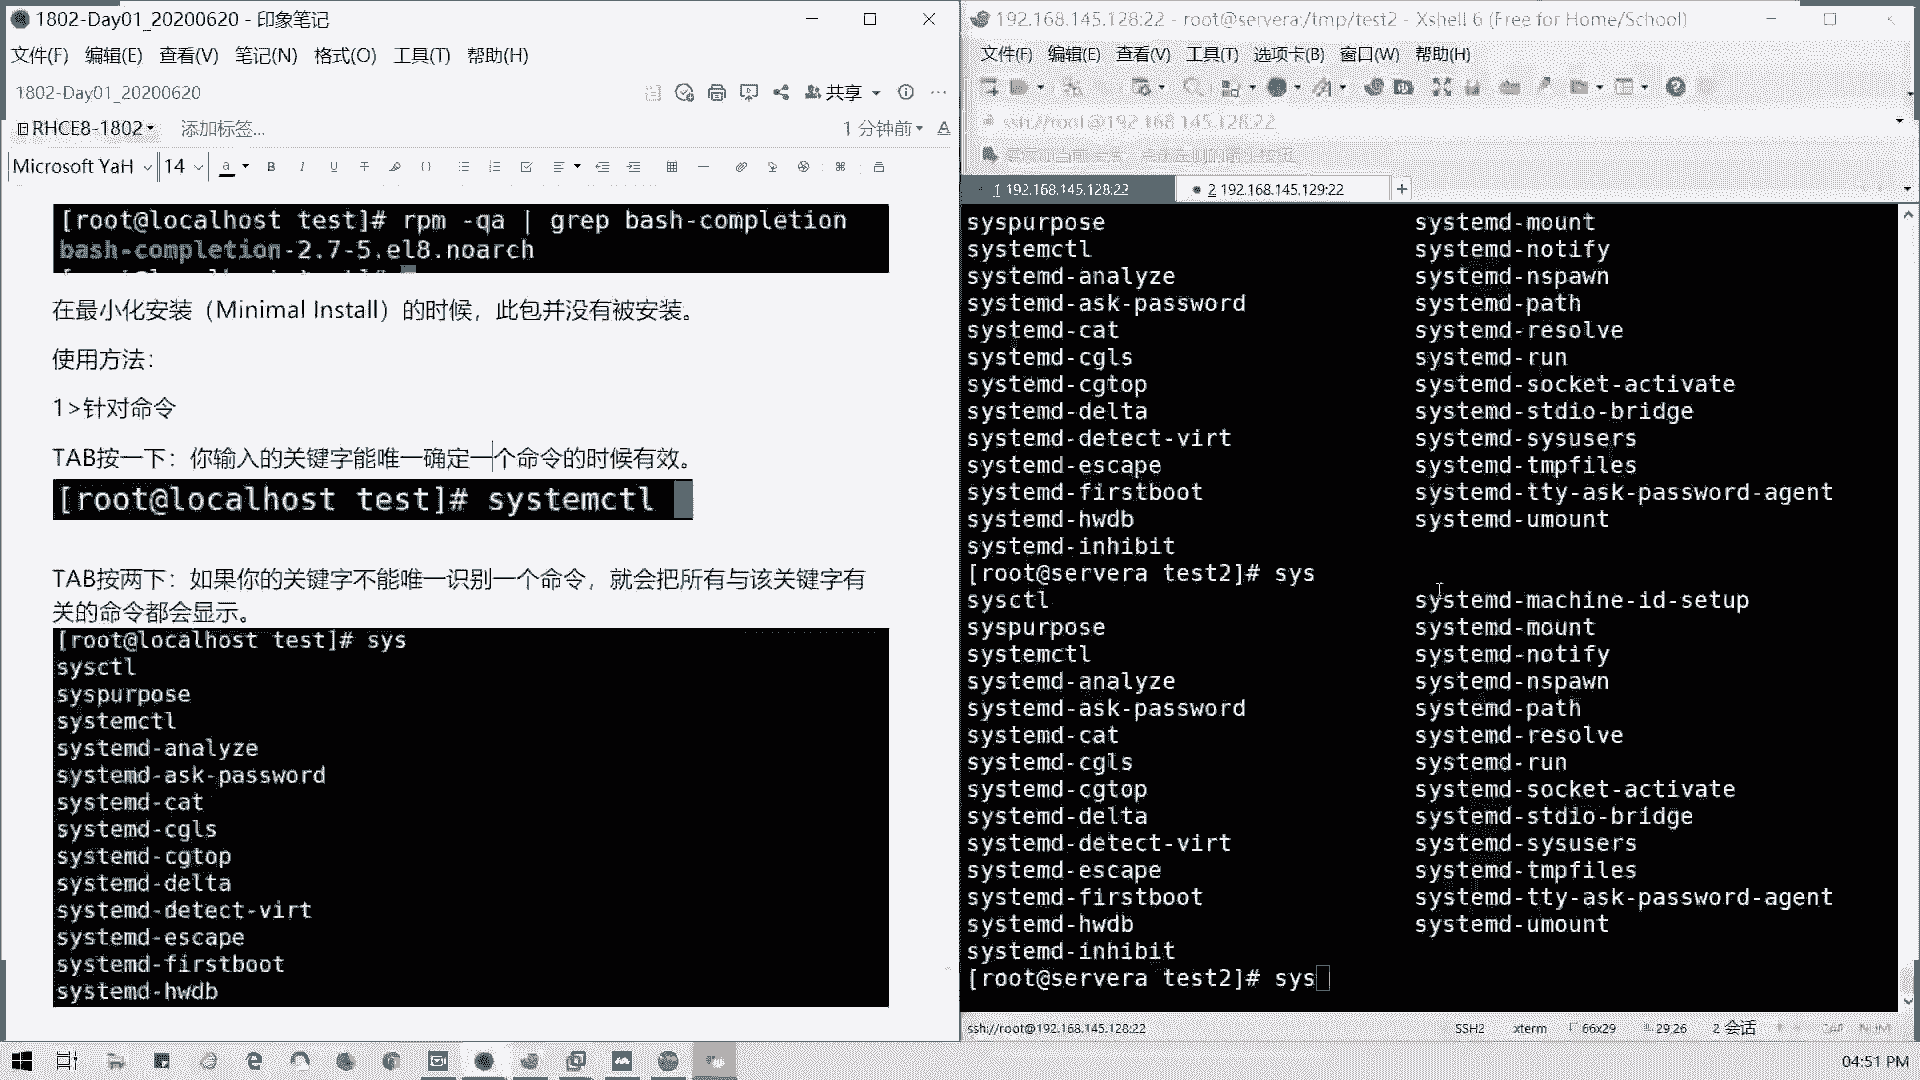 1802-Day01_20200620 - 印象笔记
文件(F) 编辑(E) 查看(V) 笔记(N) 格式(O) 工具(T) 帮助(H)
1802-Day01_20200620
共享
RHCE8-1802 添加标签...
1 分钟前
Microsoft YaH 14
[root@localhost test]# rpm -qa | grep bash-completion
bash-completion-2.7-5.el8.noarch
在最小化安装（Minimal Install）的时候，此包并没有被安装。
使用方法：
1>针对命令
TAB按一下：你输入的关键字能唯一确定一个命令的时候有效。
[root@localhost test]# systemctl
TAB按两下：如果你的关键字不能唯一识别一个命令，就会把所有与该关键字有
关的命令都会显示。
[root@localhost test]# sys
sysctl
syspurpose
systemctl
systemd-analyze
systemd-ask-password
systemd-cat
systemd-cgls
systemd-cgtop
systemd-delta
systemd-detect-virt
systemd-escape
systemd-firstboot
systemd-hwdb
192.168.145.128:22 - root@servera:/tmp/test2 - Xshell 6 (Free for Home/School)
文件(F) 编辑(E) 查看(V) 工具(T) 选项卡(B) 窗口(W) 帮助(H)
ssh://root@192.168.145.128:22
1 192.168.145.128:22
2 192.168.145.129:22
syspurpose systemd-mount
systemctl systemd-notify
systemd-analyze systemd-nspawn
systemd-ask-password systemd-path
systemd-cat systemd-resolve
systemd-cgls systemd-run
systemd-cgtop systemd-socket-activate
systemd-delta systemd-stdio-bridge
systemd-detect-virt systemd-sysusers
systemd-escape systemd-tmpfiles
systemd-firstboot systemd-tty-ask-password-agent
systemd-hwdb systemd-umount
systemd-inhibit
[root@servera test2]# sys
sysctl systemd-machine-id-setup
syspurpose systemd-mount
systemctl systemd-notify
systemd-analyze systemd-nspawn
systemd-ask-password systemd-path
systemd-cat systemd-resolve
systemd-cgls systemd-run
systemd-cgtop systemd-socket-activate
systemd-delta systemd-stdio-bridge
systemd-detect-virt systemd-sysusers
systemd-escape systemd-tmpfiles
systemd-firstboot systemd-tty-ask-password-agent
systemd-hwdb systemd-umount
systemd-inhibit
[root@servera test2]# sys
ssh://root@192.168.145.128:22 SSH2 xterm 66x29 29,26 2 会话 CAP NUM
04:51 PM